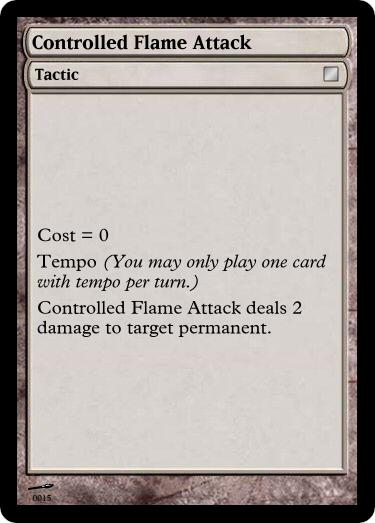 Controlled Flame Attack
Tactic
Cost = 0
Tempo (You may only play one card
with tempo per turn.)
Controlled Flame Attack deals 2
damage to target permanent.
0015